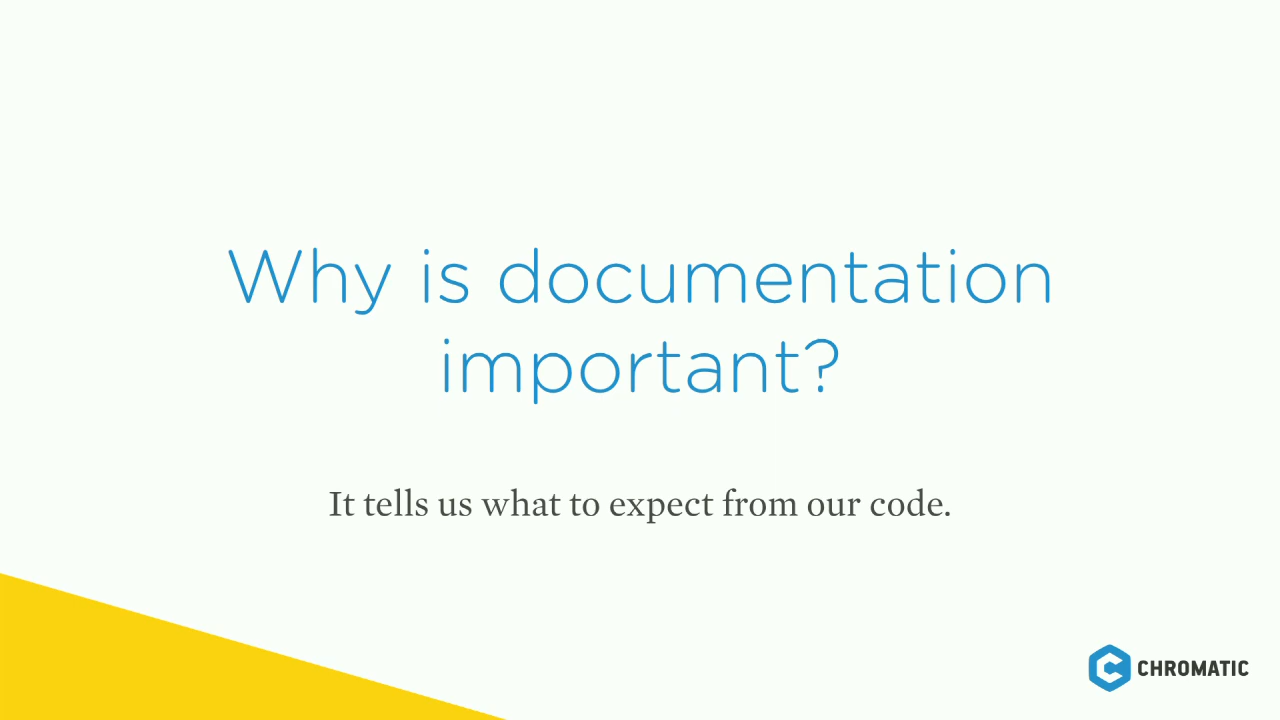 Why is documentation
important?
It tells us what to expect from our code.
CHROMATIC